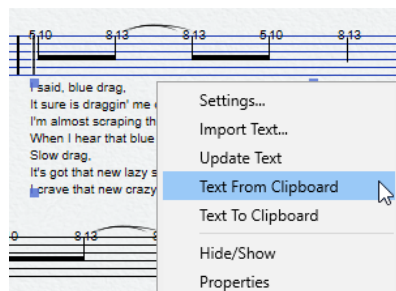 5 10 8 13 8 13 5 10 8 13
I said, blue drag,
It sure is draggin' me
I'm almost scraping th
When I hear that blue
Slow drag,
It's got that new lazy s
I crave that new crazy
Settings...
Import Text...
Update Text
Text From Clipboard
Text To Clipboard
Hide/Show
Properties
0 8 13